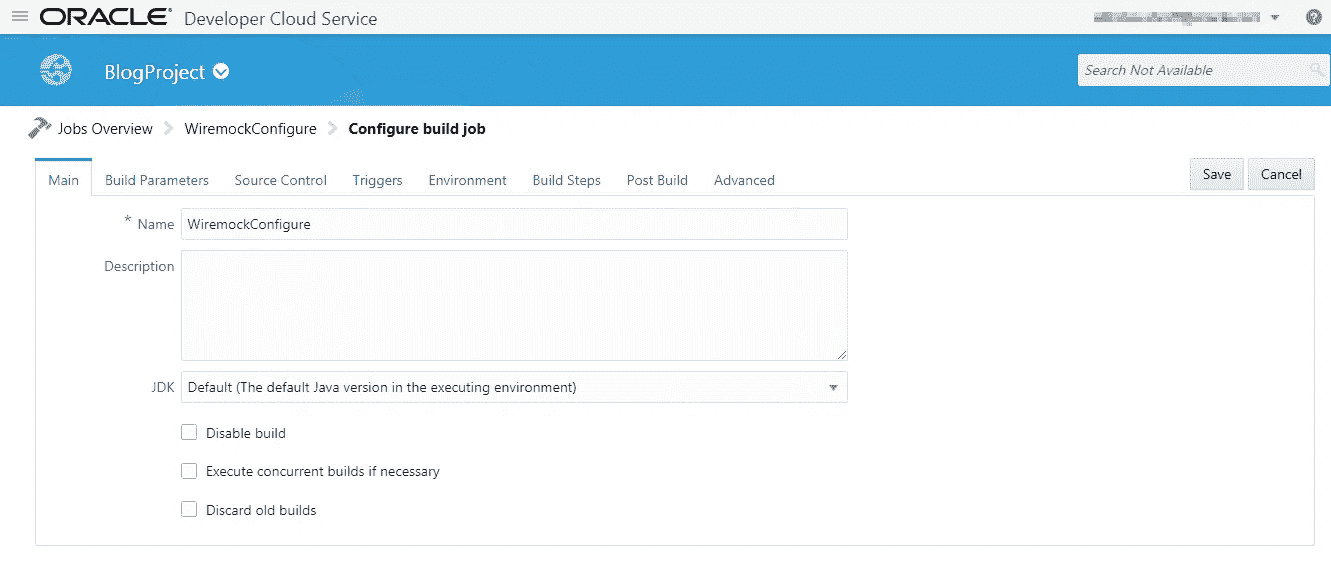 ORACLE® Developer Cloud Service
BlogProject
Search Not Available
Jobs Overview WiremockConfigure Configure build job
Main Build Parameters Source Control Triggers Environment Build Steps Post Build Advanced Save Cancel
* Name WiremockConfigure
Description
JDK Default (The default Java version in the executing environment)
Disable build
Execute concurrent builds if necessary
Discard old builds